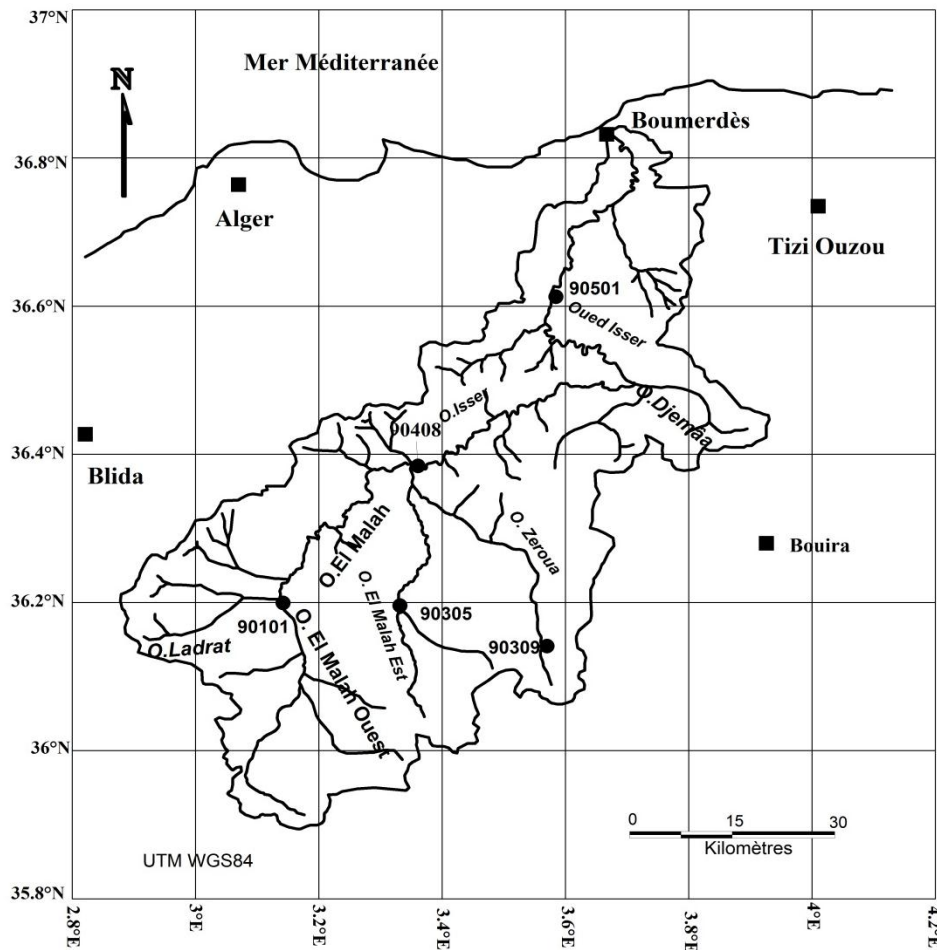 37°N
Mer Méditerranée
N
Boumerdès
36.8°N
Alger
Tizi Ouzou
90501
36.6°N
Oued Isser
O.Isser
O.Djemâa
90408
36.4°N
Blida
O.El Malah
O. Zeroua
Bouira
36.2°N
O. El Malah Est
90101
90305
O.Ladrat
90309
O. El Malah Ouest
36°N
0 15 30
Kilomètres
UTM WGS84
35.8°N
2.8°E 3°E 3.2°E 3.4°E 3.6°E 3.8°E 4°E 4.2°E